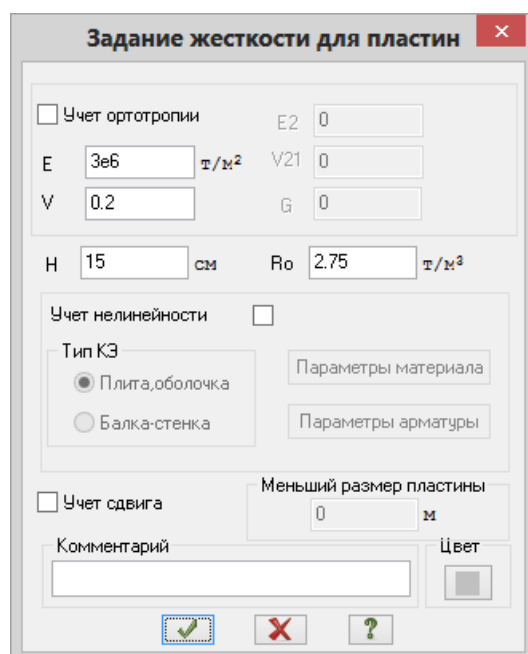 Задание жесткости для пластин
Учет ортотропии
E2 0
E 3e6 т/м²
V21 0
V 0.2
G 0
H 15 см Ro 2.75 т/м³
Учет нелинейности
Тип КЭ
Плита,оболочка
Параметры материала
Балка-стенка
Параметры арматуры
Меньший размер пластины
Учет сдвига
0 м
Комментарий
Цвет
?